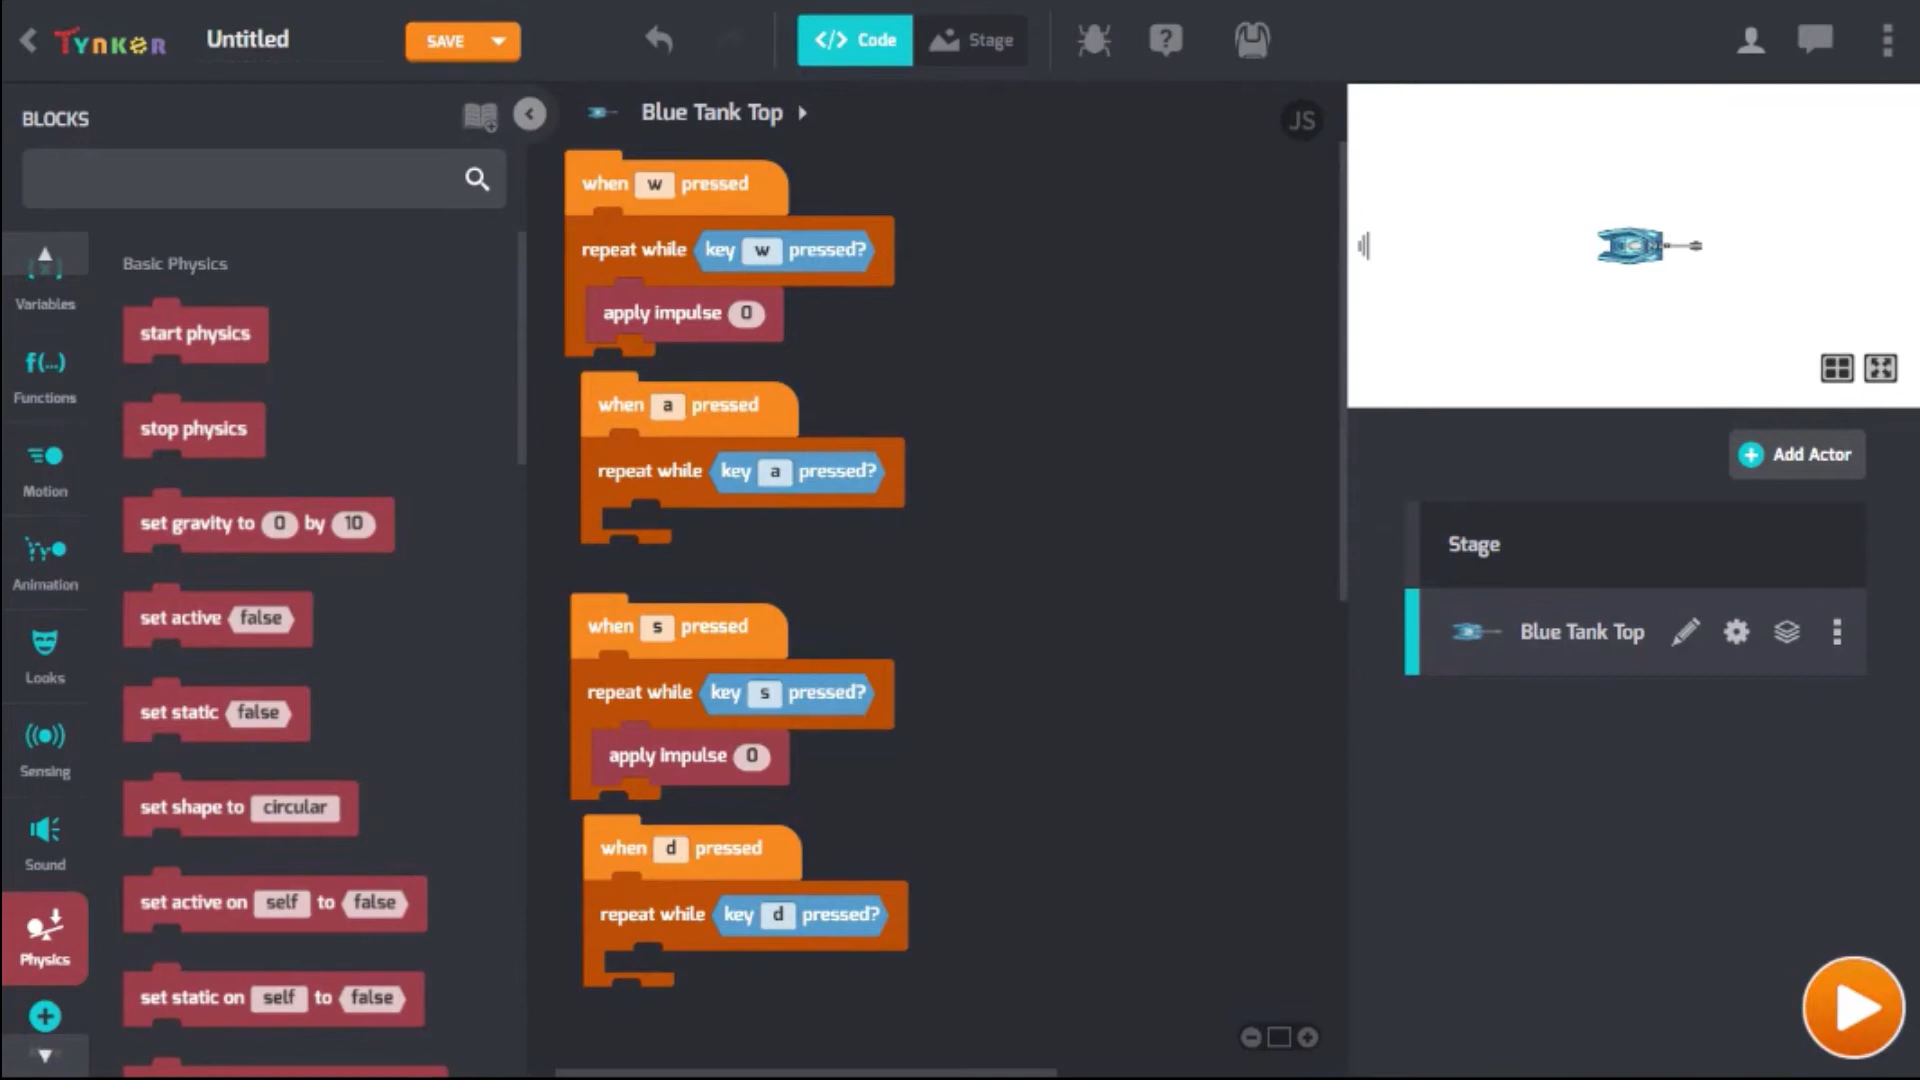 TYNKER
Untitled
SAVE
</> Code
Stage
?
BLOCKS
Basic Physics
start physics
stop physics
set gravity to 0 by 10
set active false
set static false
set shape to circular
set active on self to false
set static on self to false
Variables
f(...)
Functions
Motion
Animation
Looks
Sensing
Sound
Physics
Blue Tank Top
JS
when w pressed
repeat while key w pressed?
apply impulse 0
when a pressed
repeat while key a pressed?
when s pressed
repeat while key s pressed?
apply impulse 0
when d pressed
repeat while key d pressed?
Add Actor
Stage
Blue Tank Top